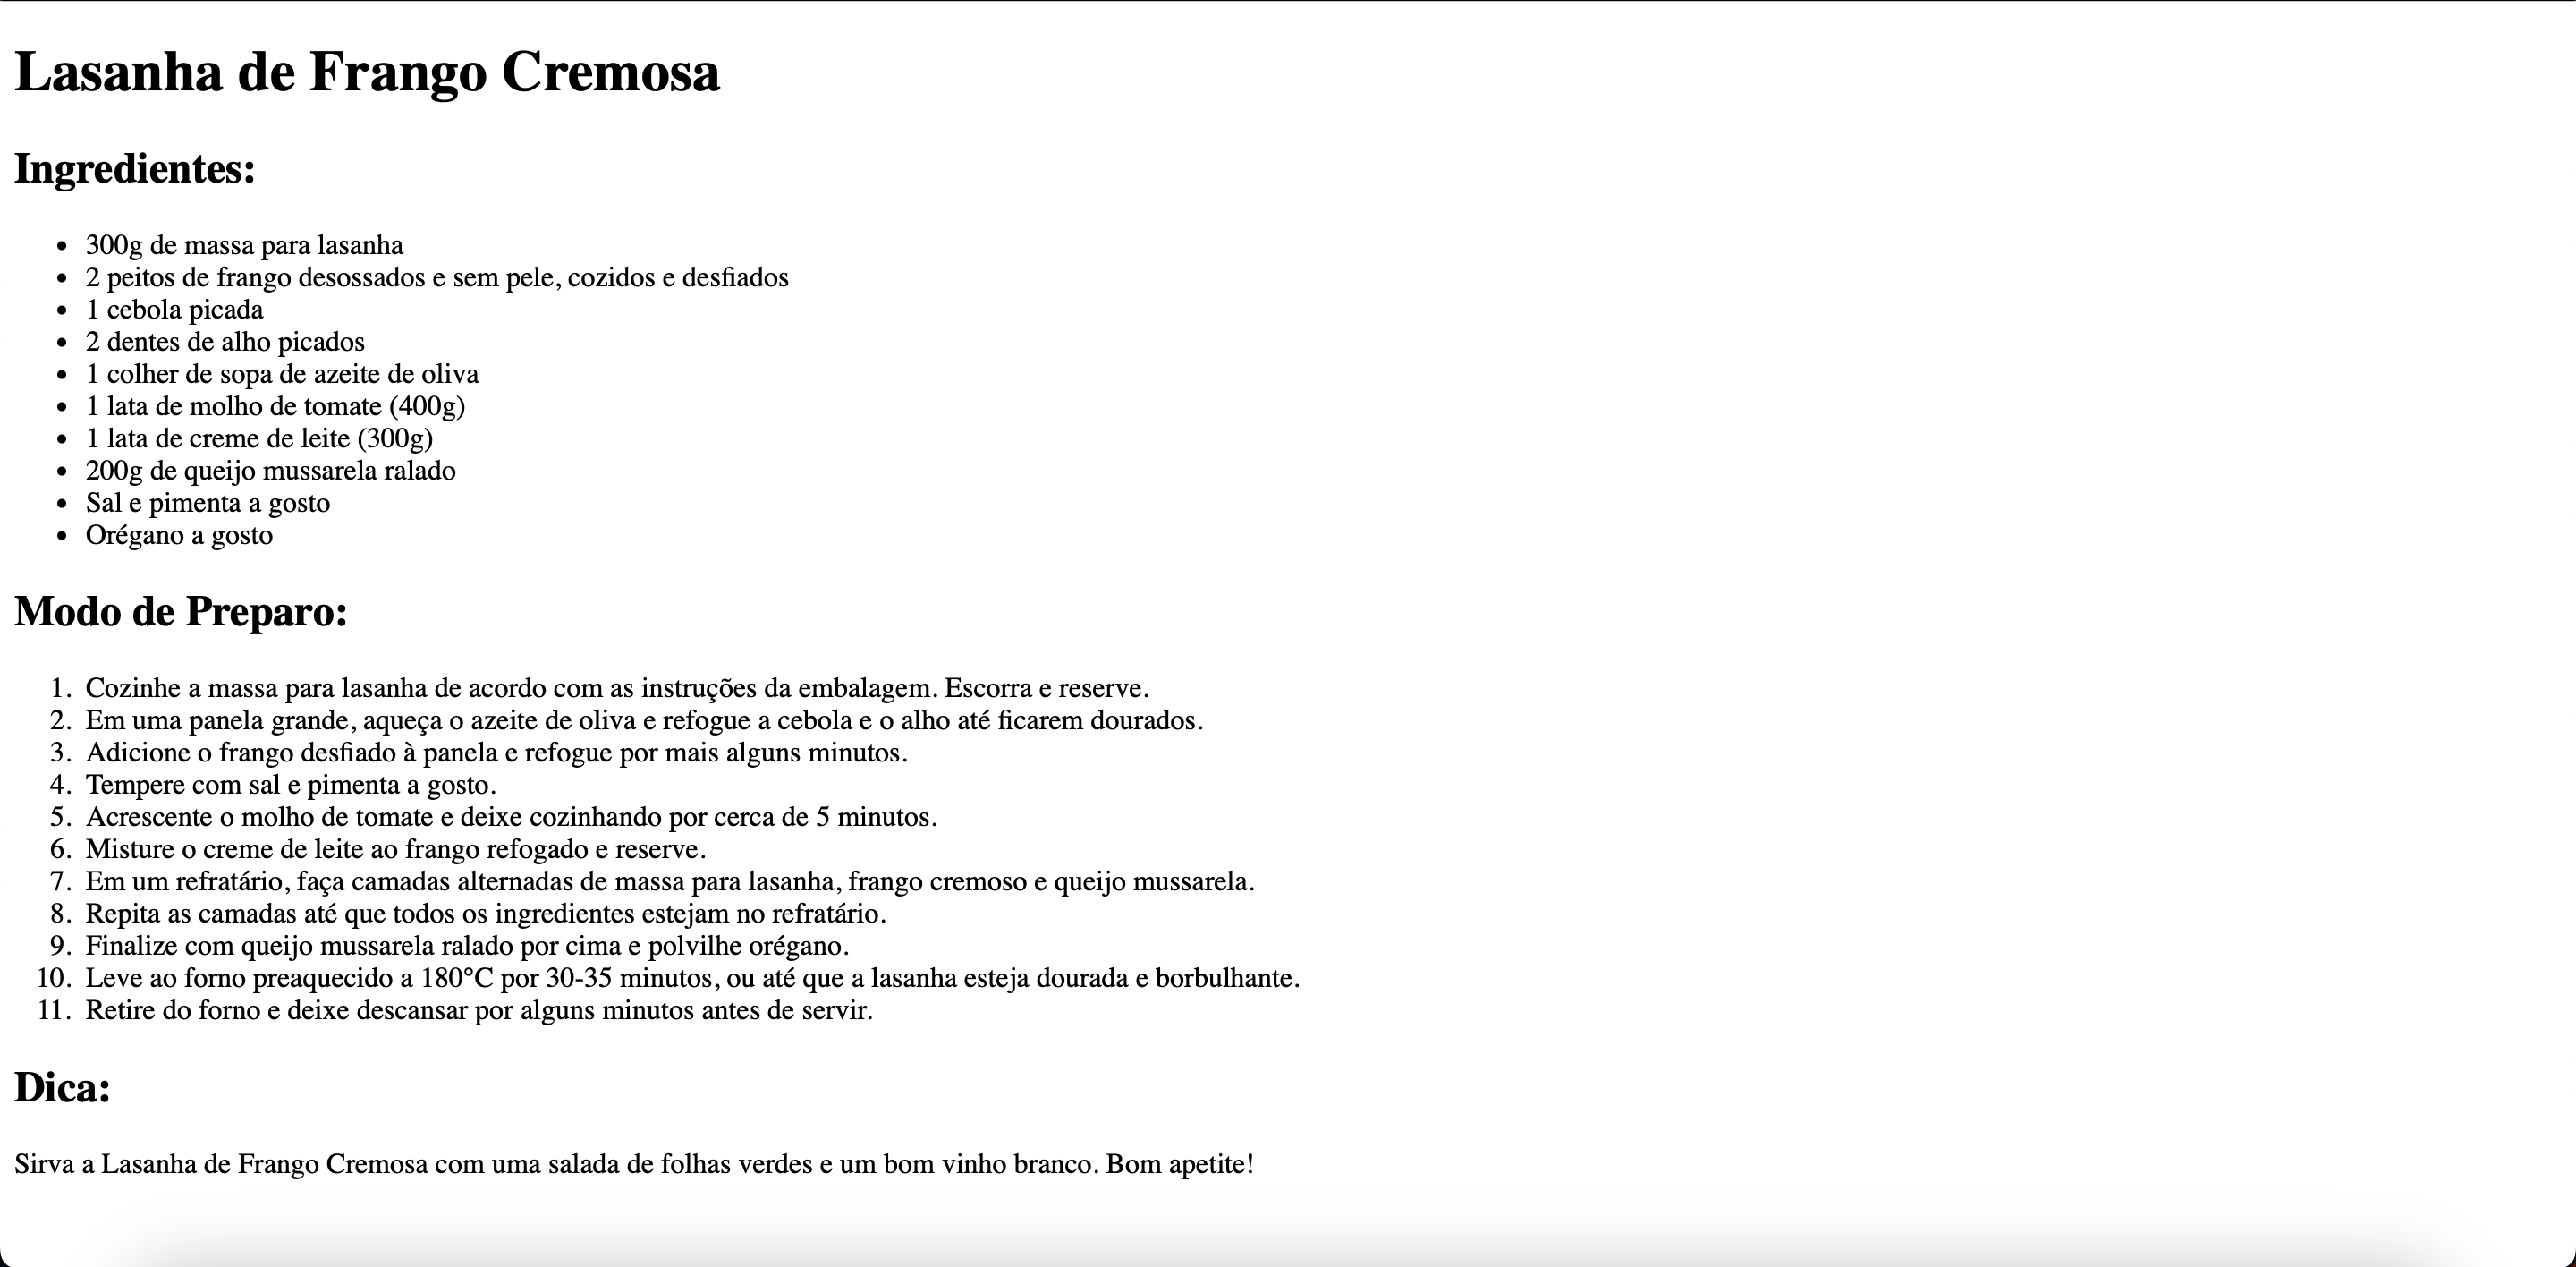 Lasanha de Frango Cremosa
Ingredientes:
• 300g de massa para lasanha
• 2 peitos de frango desossados e sem pele, cozidos e desfiados
• 1 cebola picada
• 2 dentes de alho picados
• 1 colher de sopa de azeite de oliva
• 1 lata de molho de tomate (400g)
• 1 lata de creme de leite (300g)
• 200g de queijo mussarela ralado
• Sal e pimenta a gosto
• Orégano a gosto
Modo de Preparo:
1. Cozinhe a massa para lasanha de acordo com as instruções da embalagem. Escorra e reserve.
2. Em uma panela grande, aqueça o azeite de oliva e refogue a cebola e o alho até ficarem dourados.
3. Adicione o frango desfiado à panela e refogue por mais alguns minutos.
4. Tempere com sal e pimenta a gosto.
5. Acrescente o molho de tomate e deixe cozinhando por cerca de 5 minutos.
6. Misture o creme de leite ao frango refogado e reserve.
7. Em um refratário, faça camadas alternadas de massa para lasanha, frango cremoso e queijo mussarela.
8. Repita as camadas até que todos os ingredientes estejam no refratário.
9. Finalize com queijo mussarela ralado por cima e polvilhe orégano.
10. Leve ao forno preaquecido a 180°C por 30-35 minutos, ou até que a lasanha esteja dourada e borbulhante.
11. Retire do forno e deixe descansar por alguns minutos antes de servir.
Dica:
Sirva a Lasanha de Frango Cremosa com uma salada de folhas verdes e um bom vinho branco. Bom apetite!